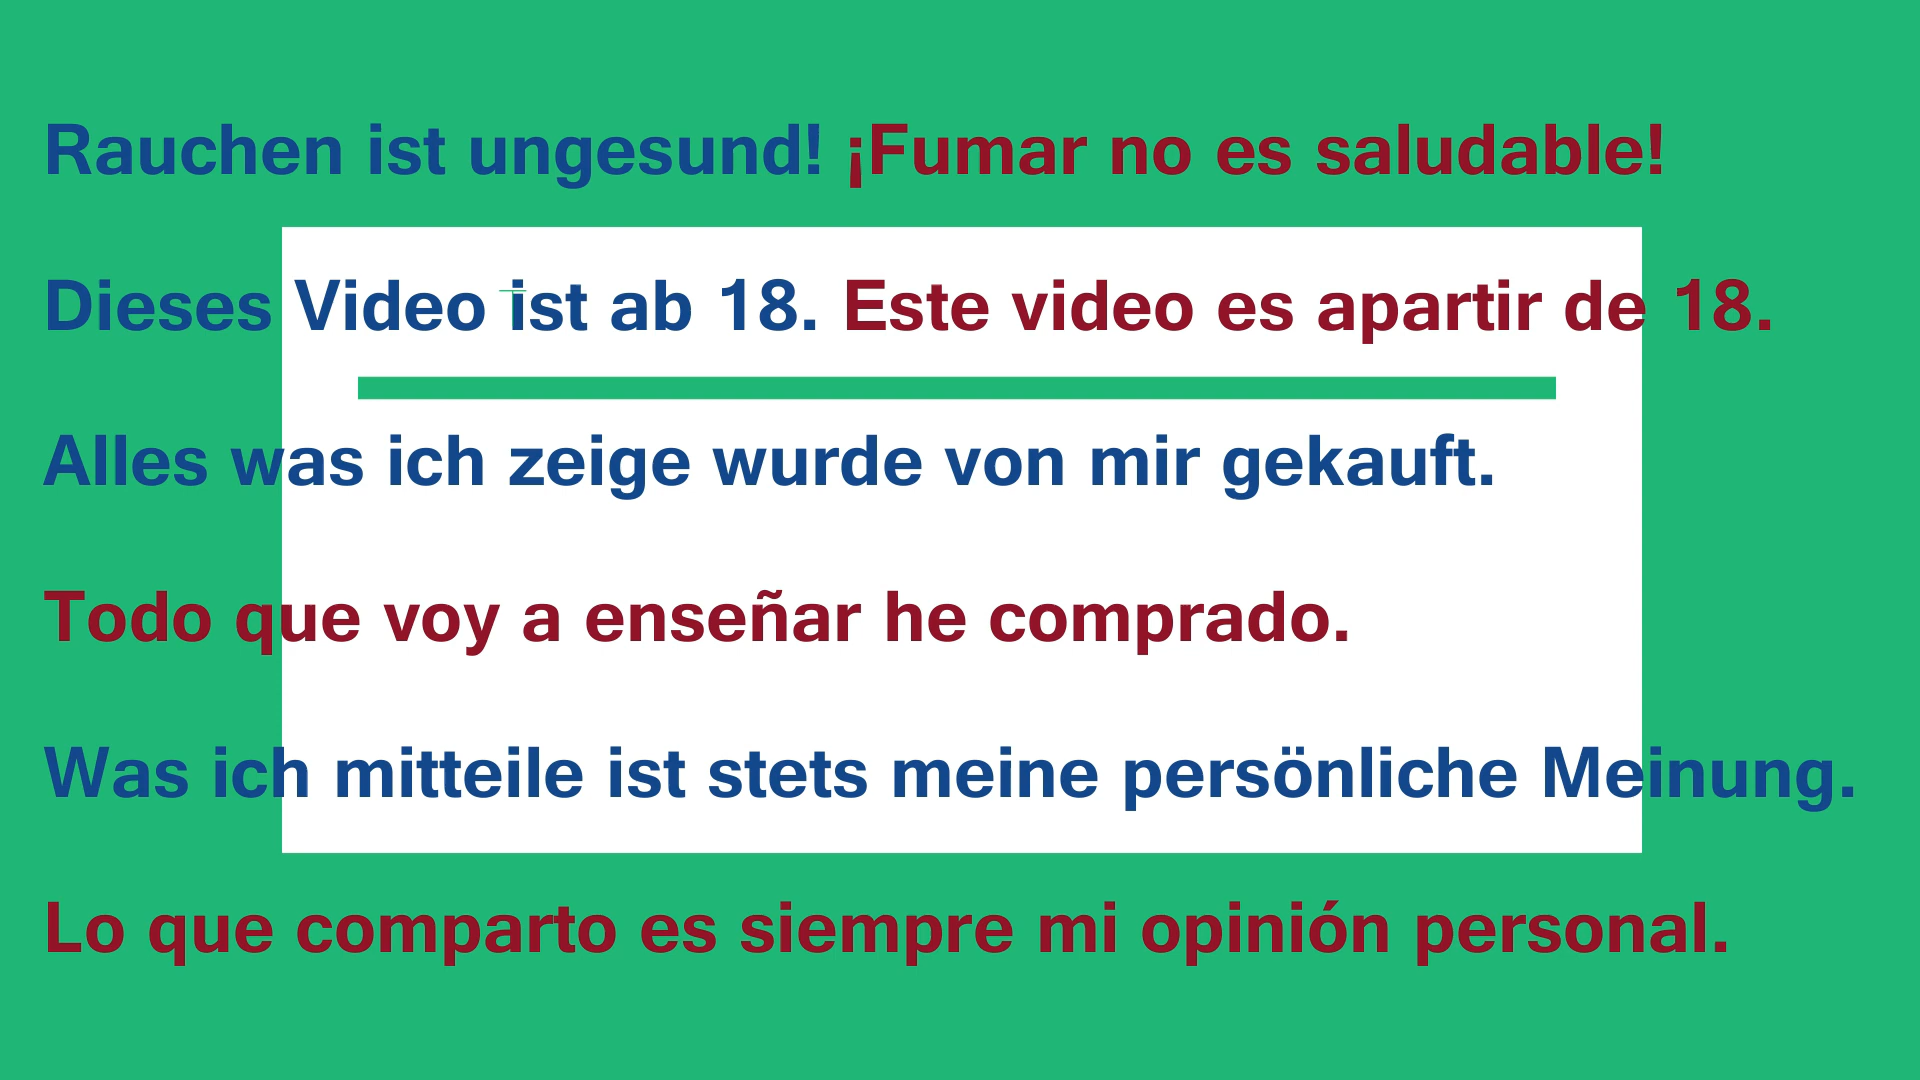 Rauchen ist ungesund! ¡Fumar no es saludable!
Dieses Video ist ab 18. Este video es apartir de 18.
Alles was ich zeige wurde von mir gekauft.
Todo que voy a enseñar he comprado.
Was ich mitteile ist stets meine persönliche Meinung.
Lo que comparto es siempre mi opinión personal.